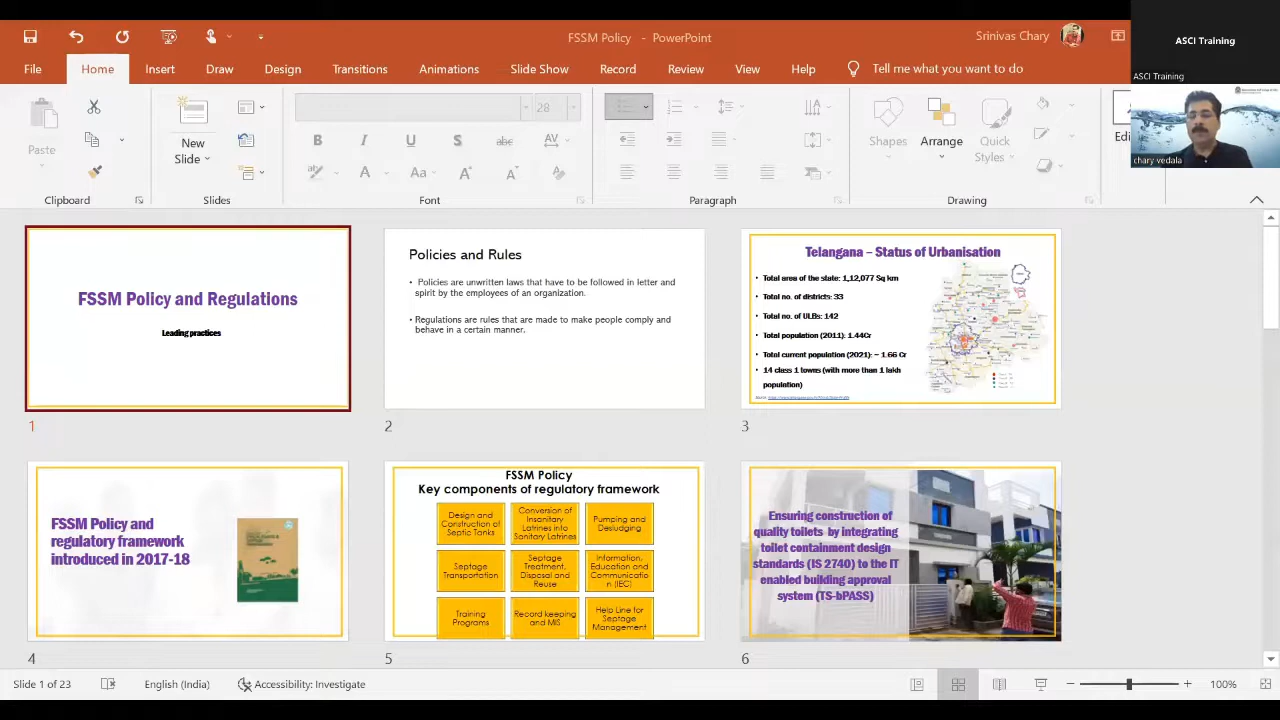 FSSM Policy - PowerPoint
Srinivas Chary
ASCI Training
ASCI Training
chary vedala
File
Home
Insert
Draw
Design
Transitions
Animations
Slide Show
Record
Review
View
Help
Tell me what you want to do
Paste
New
Slide
28
B
I
U
S
abc
AV
Aa
A
A
A
Shapes
Arrange
Quick
Styles
Edi
Clipboard
Slides
Font
Paragraph
Drawing
FSSM Policy and Regulations
Leading practices
1
Policies and Rules
• Policies are unwritten laws that have to be followed in letter and
spirit by the employees of an organization.
• Regulations are rules that are made to make people comply and
behave in a certain manner.
2
Telangana – Status of Urbanisation
• Total area of the state: 1,12,077 Sq km
• Total no. of districts: 33
• Total no. of ULBs: 142
• Total population (2011): 1.44Cr
• Total current population (2021): ~ 1.66 Cr
• 14 class 1 towns (with more than 1 lakh
population)
3
FSSM Policy and
regulatory framework
introduced in 2017-18
4
FSSM Policy
Key components of regulatory framework
Design and
Construction of
Septic Tanks
Conversion of
Insanitary
Latrines into
Sanitary Latrines
Pumping and
Desludging
Septage
Transportation
Septage
Treatment,
Disposal and
Reuse
Information,
Education and
Communicatio
n (IEC)
Training
Programs
Record keeping
and MIS
Help Line for
Septage
Management
5
Ensuring construction of
quality toilets by integrating
toilet containment design
standards (IS 2740) to the IT
enabled building approval
system (TS-bPASS)
6
Slide 1 of 23
English (India)
Accessibility: Investigate
100%